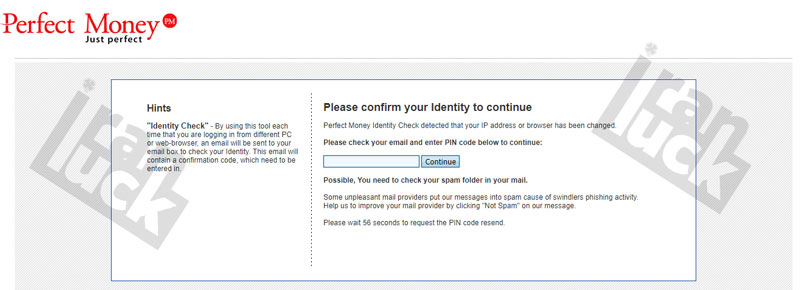 Perfect Money PM
Just perfect
Hints
"Identity Check" - By using this tool each
time that you are logging in from different PC
or web-browser, an email will be sent to your
email box to check your Identity. This email will
contain a confirmation code, which need to be
entered in.
Please confirm your Identity to continue
Perfect Money Identity Check detected that your IP address or browser has been changed.
Please check your email and enter PIN code below to continue:
Continue
Possible, You need to check your spam folder in your mail.
Some unpleasant mail providers put our messages into spam cause of swindlers phishing activity.
Help us to improve your mail provider by clicking "Not Spam" on our message.
Please wait 56 seconds to request the PIN code resend.
iran
luck
iran
luck